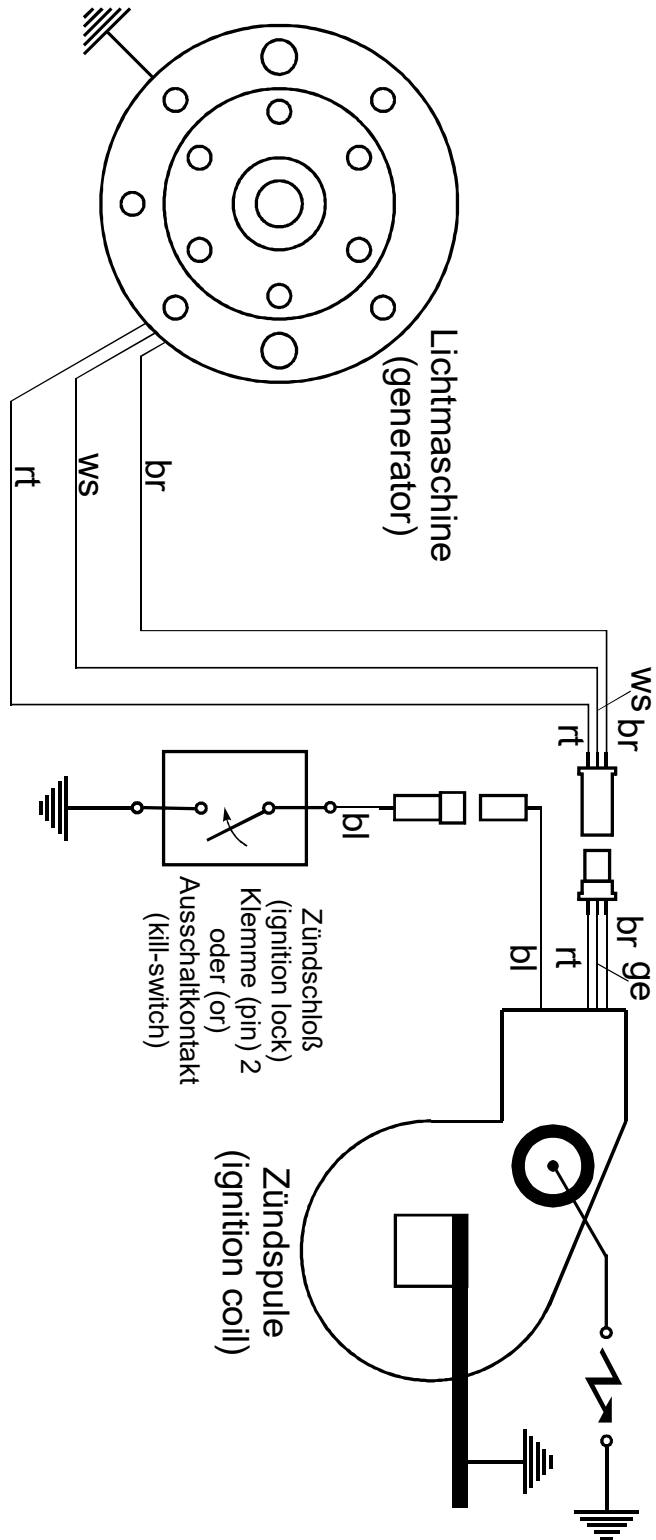 Lichtmaschine
(generator)
rt
ws
br
ws
br
rt
bl
Zündschloß
(ignition lock)
Klemme (pin) 2
oder (or)
Ausschaltkontakt
(kill-switch)
br
ge
rt
bl
Zündspule
(ignition coil)